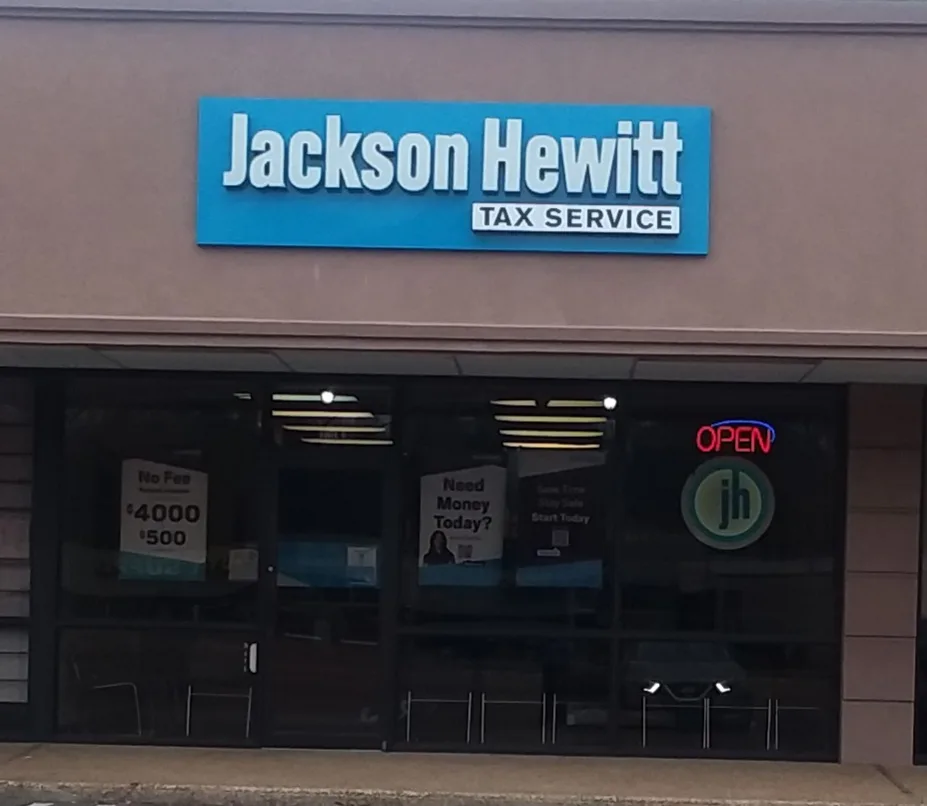 Jackson Hewitt
TAX SERVICE
OPEN
jh
No Fee
$4000
$500
Need
Money
Today?
Start Today